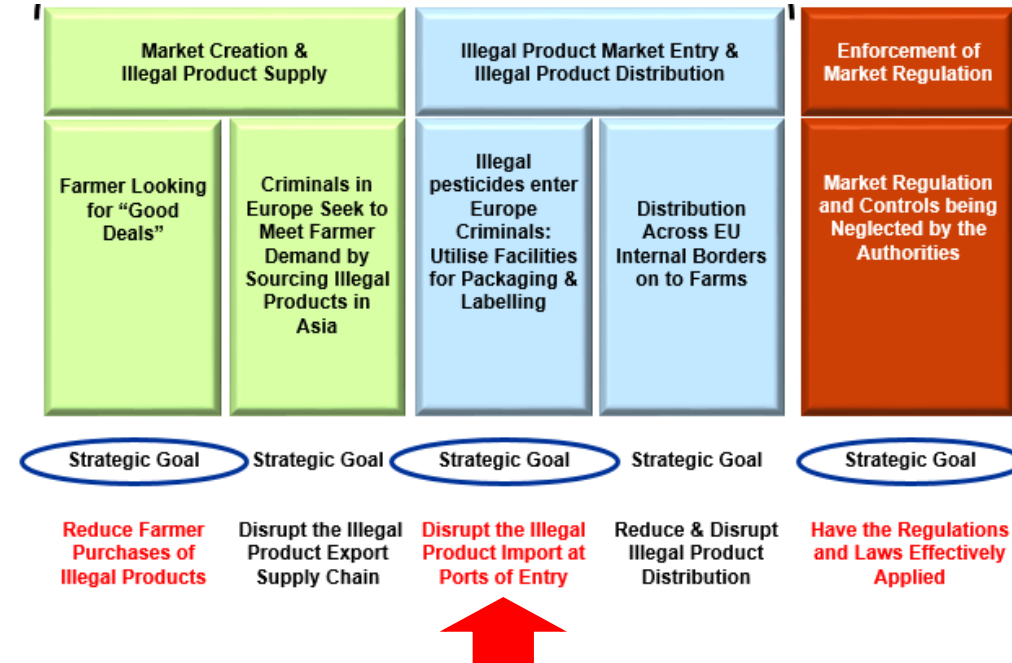 Market Creation &
Illegal Product Supply
Illegal Product Market Entry &
Illegal Product Distribution
Enforcement of
Market Regulation
Farmer Looking
for “Good
Deals”
Criminals in
Europe Seek to
Meet Farmer
Demand by
Sourcing Illegal
Products in
Asia
Illegal
pesticides enter
Europe
Criminals:
Utilise Facilities
for Packaging &
Labelling
Distribution
Across EU
Internal Borders
on to Farms
Market Regulation
and Controls being
Neglected by the
Authorities
Strategic Goal
Strategic Goal
Strategic Goal
Strategic Goal
Strategic Goal
Reduce Farmer
Purchases of
Illegal Products
Disrupt the Illegal
Product Export
Supply Chain
Disrupt the Illegal
Product Import at
Ports of Entry
Reduce & Disrupt
Illegal Product
Distribution
Have the Regulations
and Laws Effectively
Applied